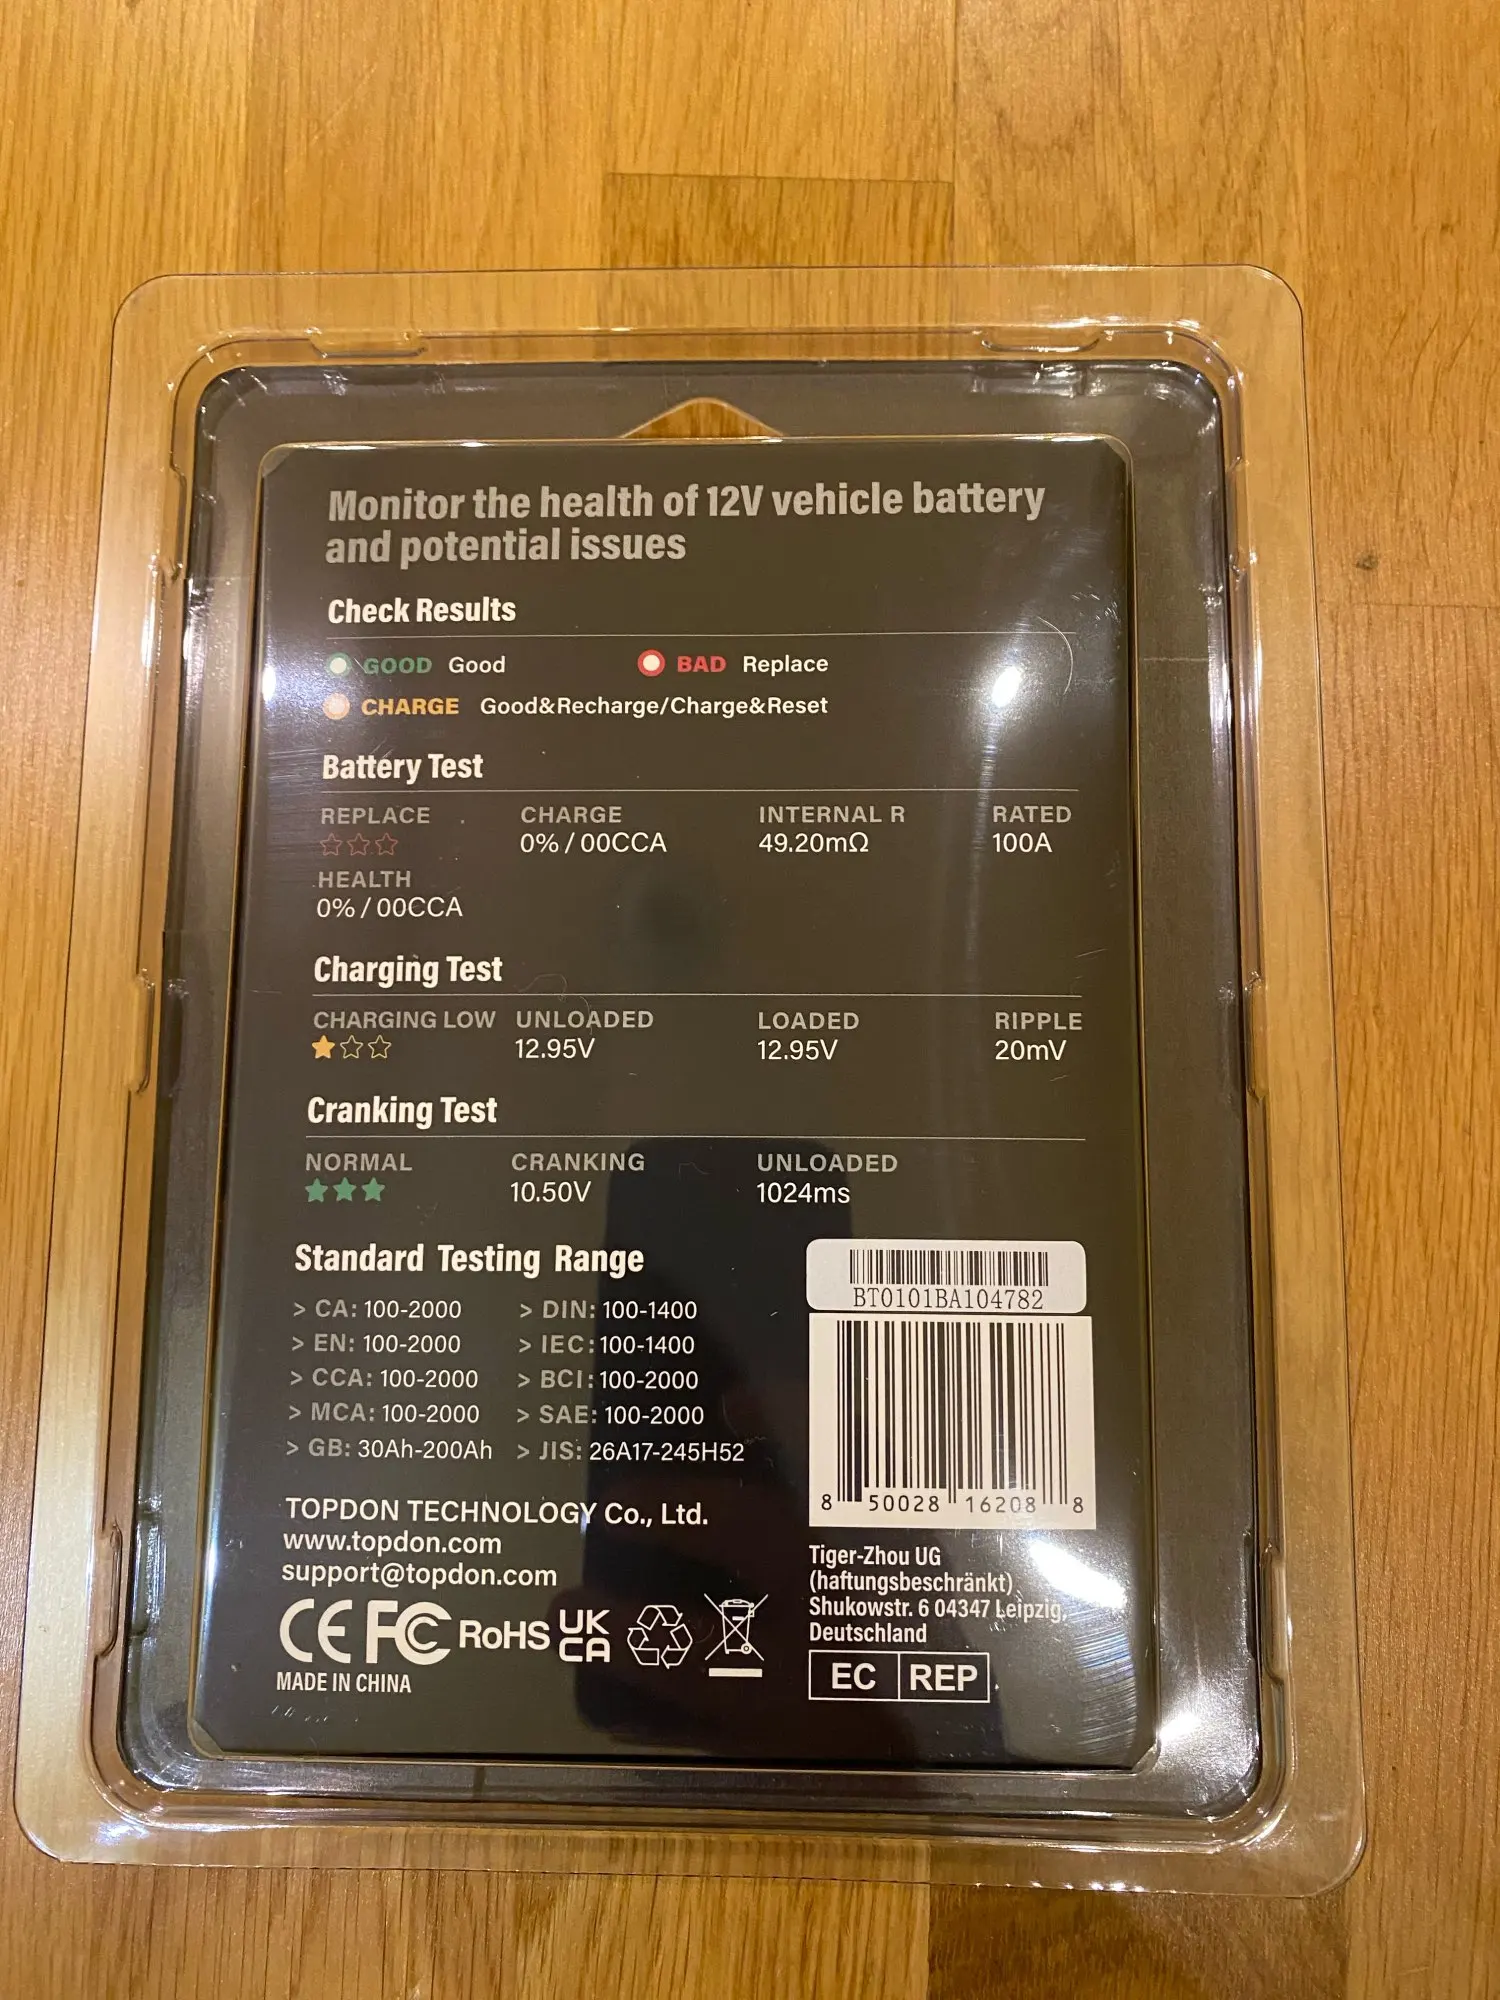 Monitor the health of 12V vehicle battery
and potential issues
Check Results
GOOD Good
BAD Replace
CHARGE Good&Recharge/Charge&Reset
Battery Test
REPLACE CHARGE INTERNAL R RATED
0% / 00CCA 49.20mΩ 100A
HEALTH
0% / 00CCA
Charging Test
CHARGING LOW UNLOADED LOADED RIPPLE
12.95V 12.95V 20mV
Cranking Test
NORMAL CRANKING UNLOADED
10.50V 1024ms
Standard Testing Range
> CA: 100-2000 > DIN: 100-1400
> EN: 100-2000 > IEC: 100-1400
> CCA: 100-2000 > BCI: 100-2000
> MCA: 100-2000 > SAE: 100-2000
> GB: 30Ah-200Ah > JIS: 26A17-245H52
BT0101BA104782
8 50028 16208 8
TOPDON TECHNOLOGY Co., Ltd.
www.topdon.com
support@topdon.com
CE FC RoHS UK
CA
MADE IN CHINA
Tiger-Zhou UG
(haftungsbeschränkt)
Shukowstr. 6 04347 Leipzig,
Deutschland
EC REP